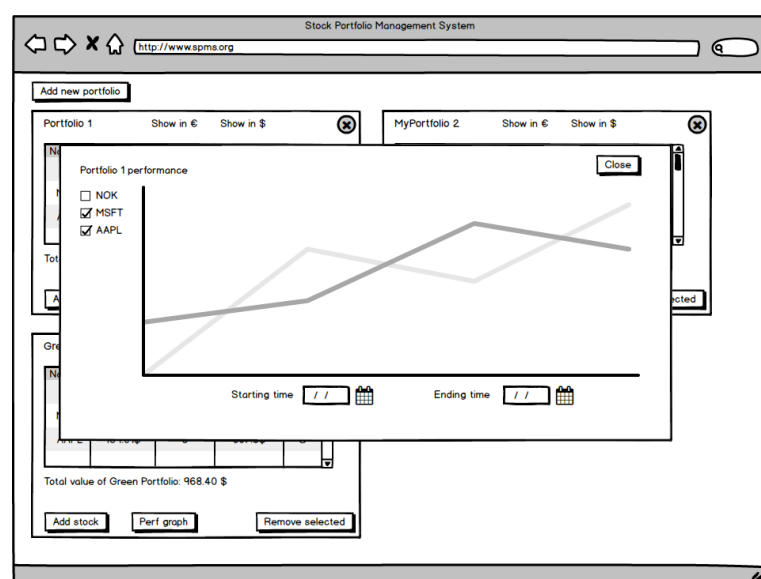 Stock Portfolio Management System
http://www.spms.org
Add new portfolio
Portfolio 1 Show in € Show in $
MyPortfolio 2 Show in € Show in $
Portfolio 1 performance
Close
NOK
MSFT
AAPL
Starting time / /
Ending time / /
Total value of Green Portfolio: 968.40 $
Add stock
Perf graph
Remove selected